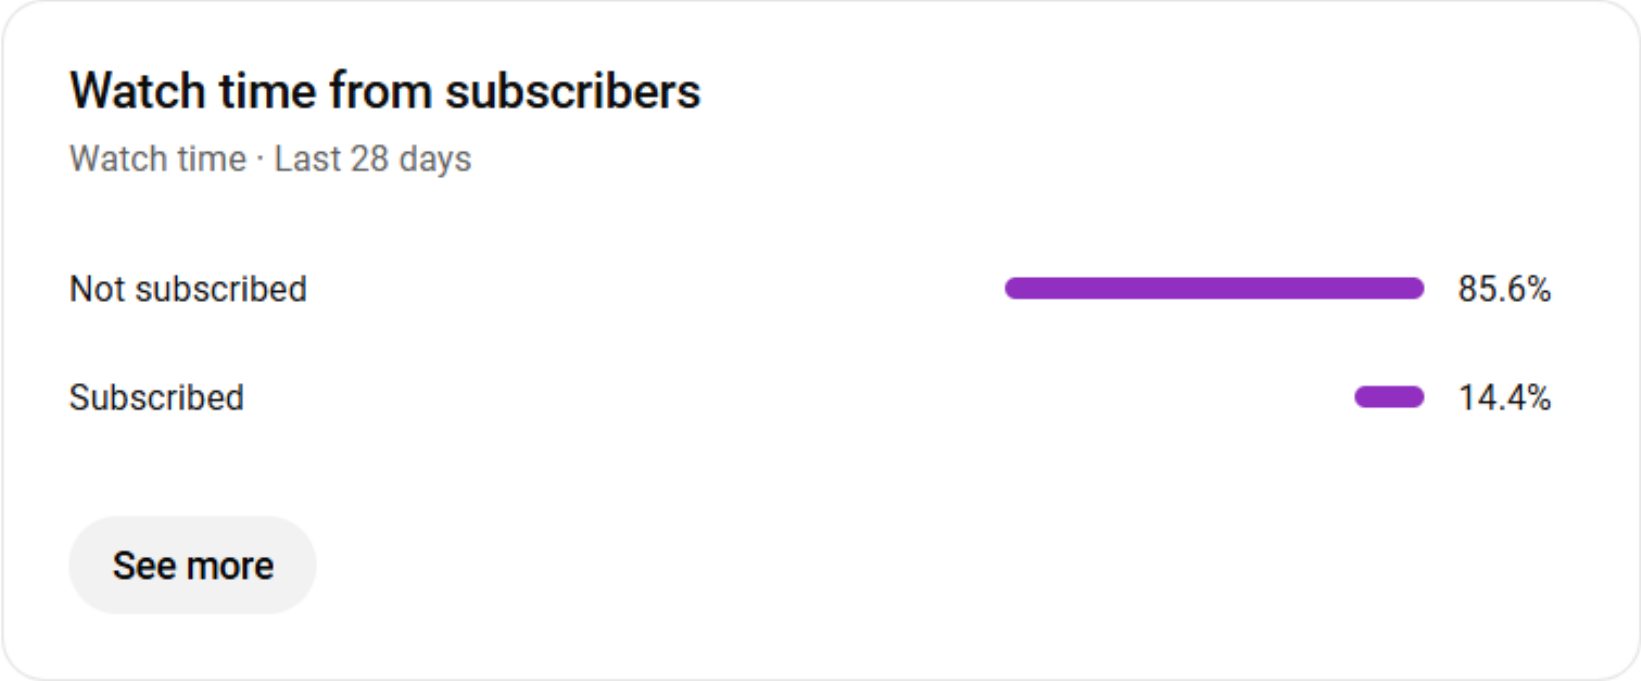 Watch time from subscribers
Watch time · Last 28 days
Not subscribed 85.6%
Subscribed 14.4%
See more